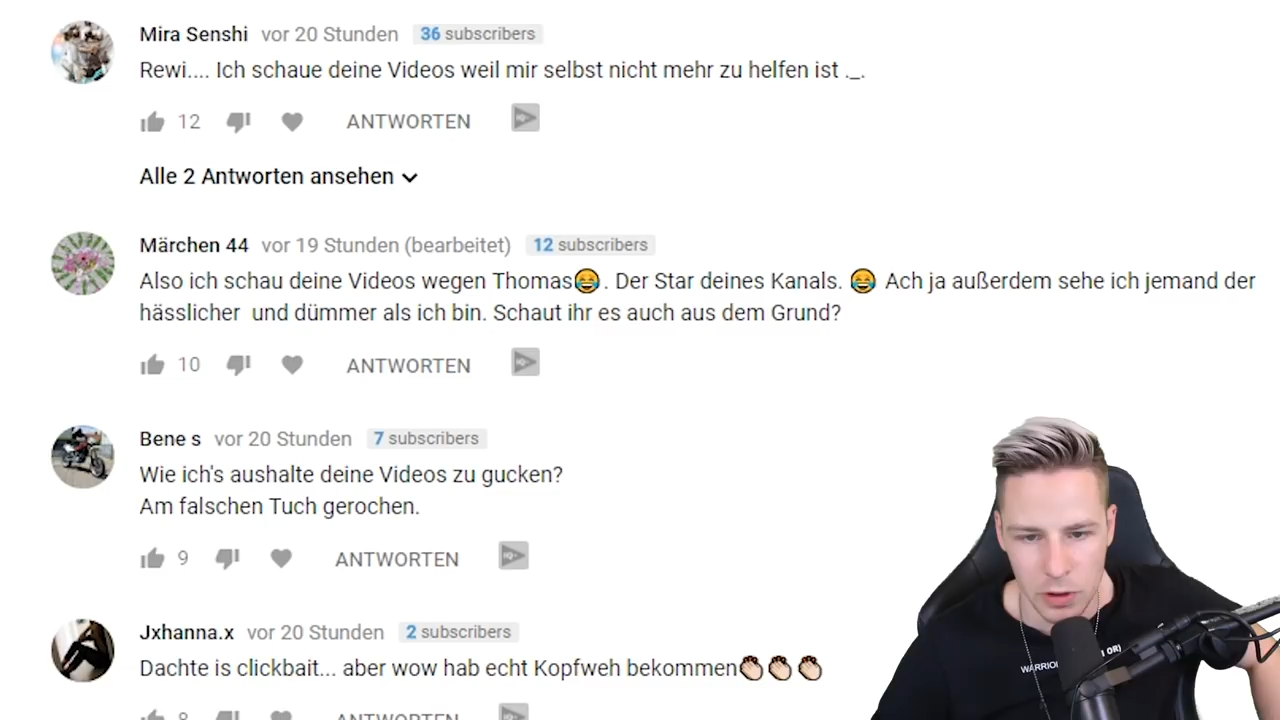 Mira Senshi vor 20 Stunden 36 subscribers
Rewi.... Ich schaue deine Videos weil mir selbst nicht mehr zu helfen ist ._.
12 ANTWORTEN
Alle 2 Antworten ansehen
Märchen 44 vor 19 Stunden (bearbeitet) 12 subscribers
Also ich schau deine Videos wegen Thomas😂. Der Star deines Kanals. 😂 Ach ja außerdem sehe ich jemand der
hässlicher und dümmer als ich bin. Schaut ihr es auch aus dem Grund?
10 ANTWORTEN
Bene s vor 20 Stunden 7 subscribers
Wie ich's aushalte deine Videos zu gucken?
Am falschen Tuch gerochen.
9 ANTWORTEN
Jxhanna.x vor 20 Stunden 2 subscribers
Dachte is clickbait... aber wow hab echt Kopfweh bekommen👏🏻👏🏻👏🏻
8 ANTWORTEN
OR)